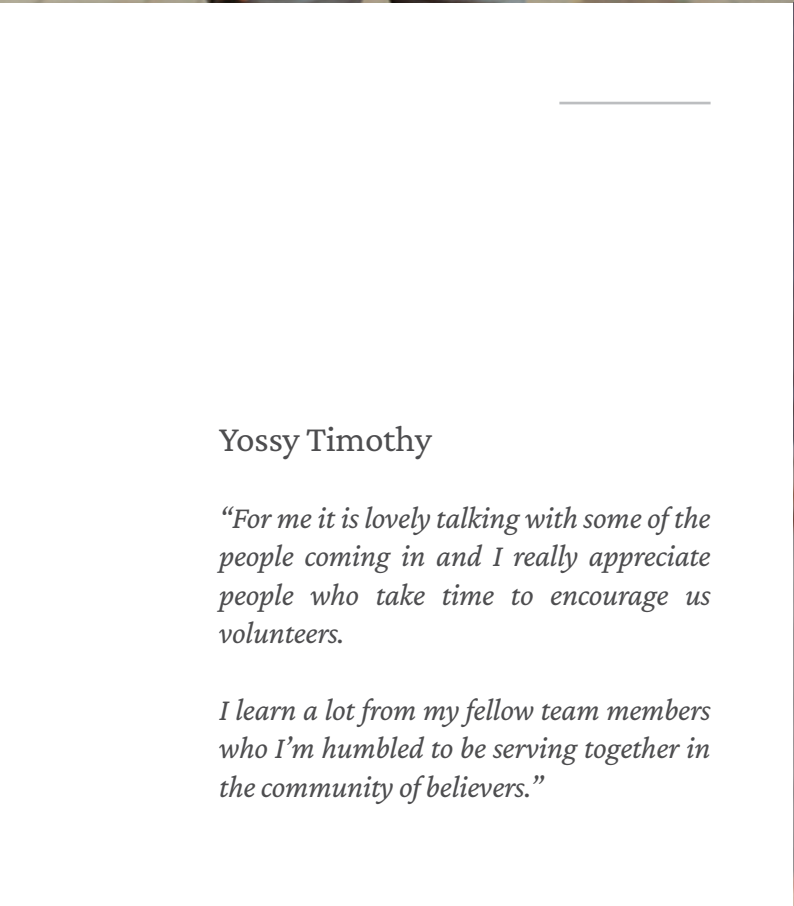 Yossy Timothy
“For me it is lovely talking with some of the
people coming in and I really appreciate
people who take time to encourage us
volunteers.
I learn a lot from my fellow team members
who I’m humbled to be serving together in
the community of believers.”